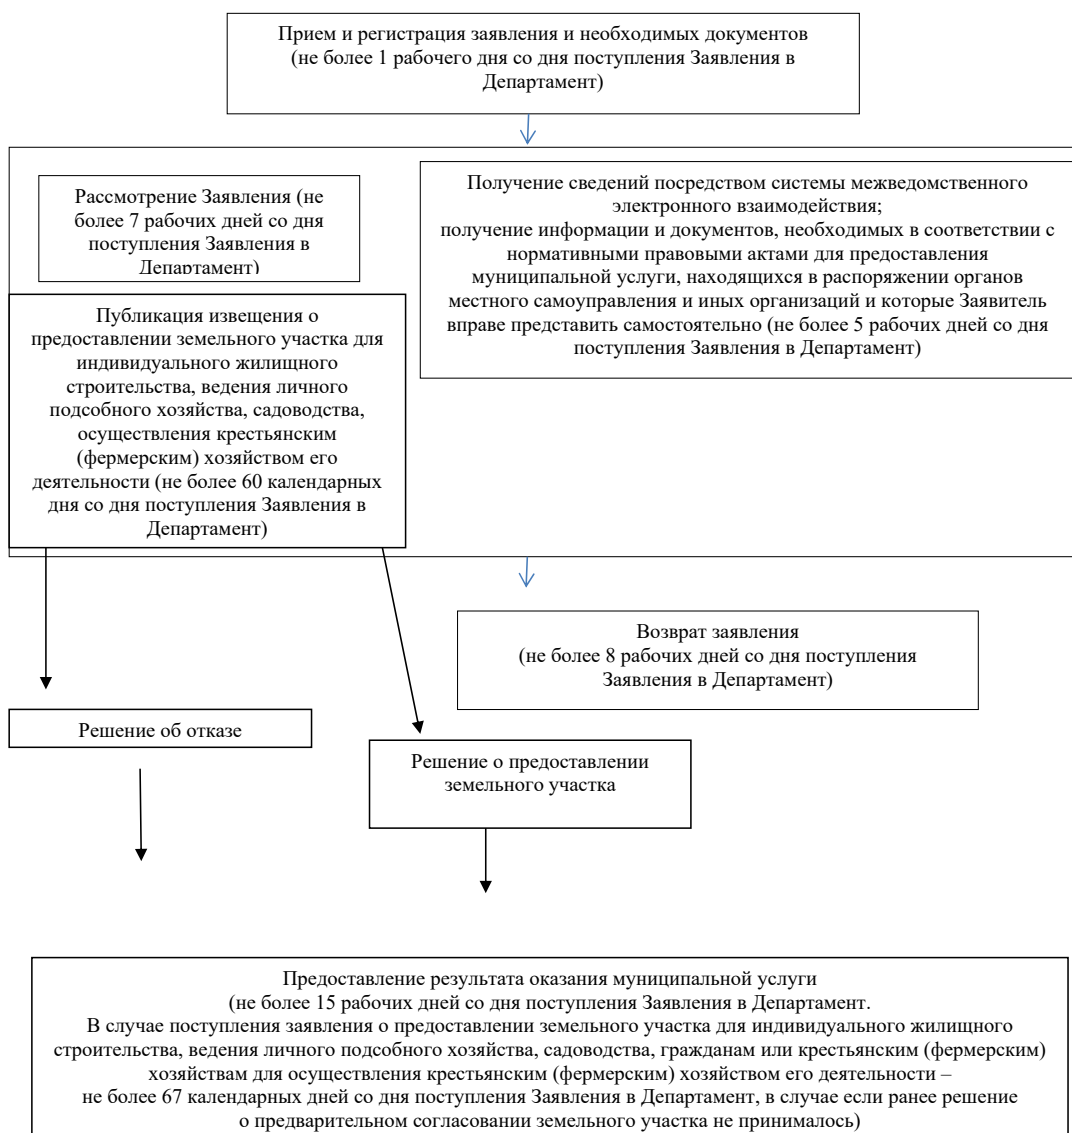 Прием и регистрация заявления и необходимых документов
(не более 1 рабочего дня со дня поступления Заявления в
Департамент)
Рассмотрение Заявления (не
более 7 рабочих дней со дня
поступления Заявления в
Департамент)
Получение сведений посредством системы межведомственного
электронного взаимодействия;
получение информации и документов, необходимых в соответствии с
нормативными правовыми актами для предоставления
муниципальной услуги, находящихся в распоряжении органов
местного самоуправления и иных организаций и которые Заявитель
вправе представить самостоятельно (не более 5 рабочих дней со дня
поступления Заявления в Департамент)
Публикация извещения о
предоставлении земельного участка для
индивидуального жилищного
строительства, ведения личного
подсобного хозяйства, садоводства,
осуществления крестьянским
(фермерским) хозяйством его
деятельности (не более 60 календарных
дня со дня поступления Заявления в
Департамент)
Возврат заявления
(не более 8 рабочих дней со дня поступления
Заявления в Департамент)
Решение об отказе
Решение о предоставлении
земельного участка
Предоставление результата оказания муниципальной услуги
(не более 15 рабочих дней со дня поступления Заявления в Департамент.
В случае поступления заявления о предоставлении земельного участка для индивидуального жилищного
строительства, ведения личного подсобного хозяйства, садоводства, гражданам или крестьянским (фермерским)
хозяйствам для осуществления крестьянским (фермерским) хозяйством его деятельности –
не более 67 календарных дней со дня поступления Заявления в Департамент, в случае если ранее решение
о предварительном согласовании земельного участка не принималось)